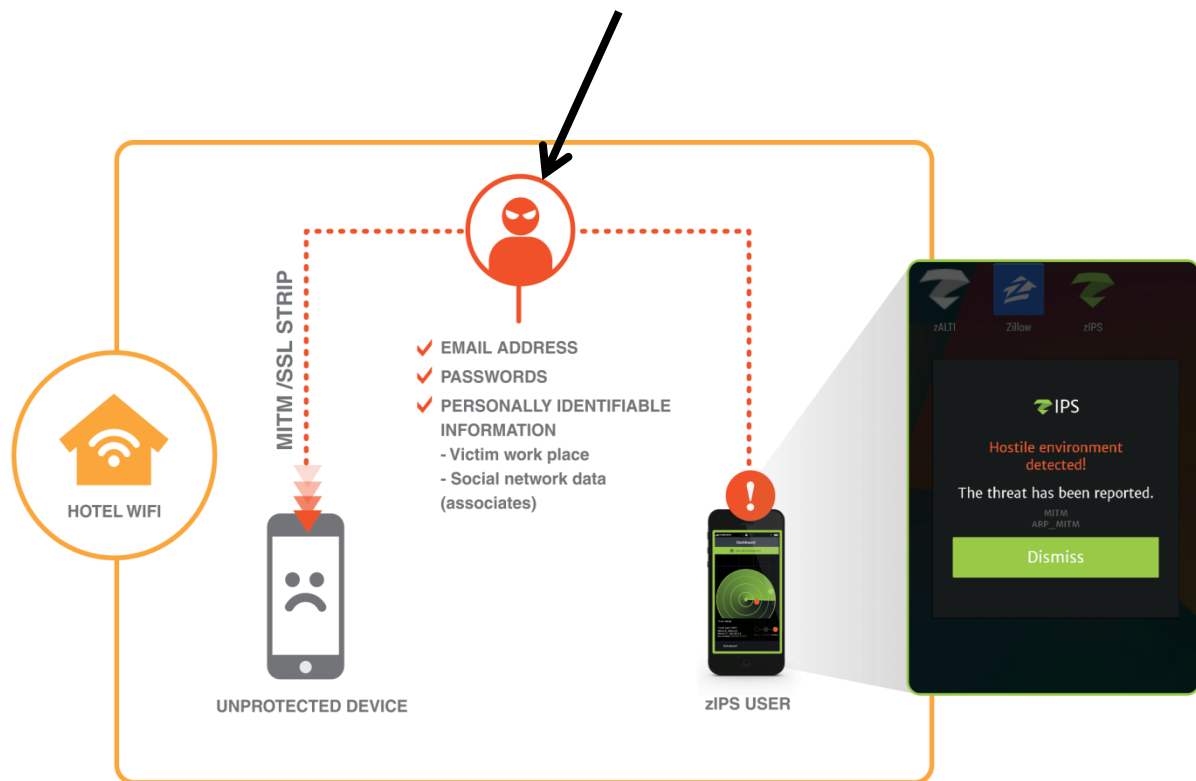 MITM /SSL STRIP
EMAIL ADDRESS
PASSWORDS
PERSONALLY IDENTIFIABLE
INFORMATION
- Victim work place
- Social network data
(associates)
HOTEL WIFI
UNPROTECTED DEVICE
zIPS USER
zALTI
Zillow
zIPS
IPS
Hostile environment
detected!
The threat has been reported.
MITM
ARP_MITM
Dismiss